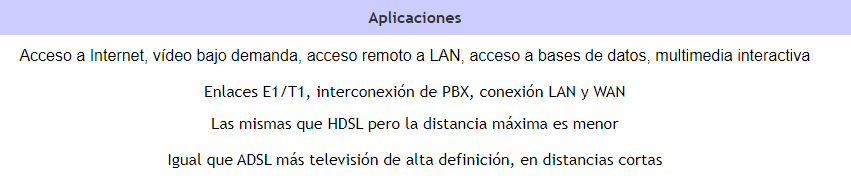 Aplicaciones
Acceso a Internet, vídeo bajo demanda, acceso remoto a LAN, acceso a bases de datos, multimedia interactiva
Enlaces E1/T1, interconexión de PBX, conexión LAN y WAN
Las mismas que HDSL pero la distancia máxima es menor
Igual que ADSL más televisión de alta definición, en distancias cortas